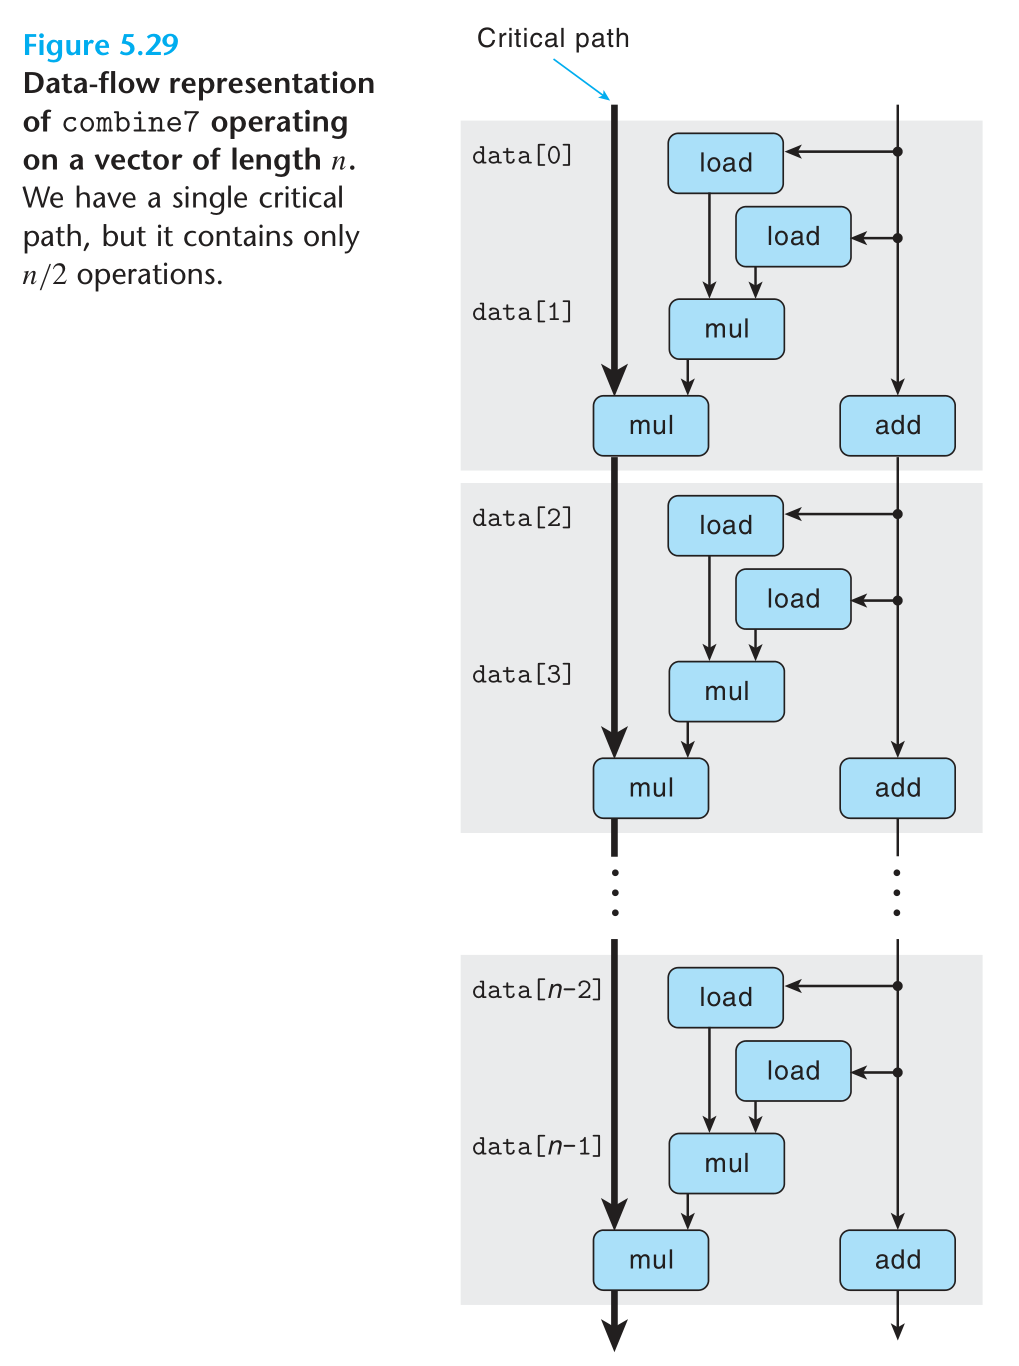 Figure 5.29
Data-flow representation
of combine7 operating
on a vector of length n.
We have a single critical
path, but it contains only
n/2 operations.
Critical path
data[0]
load
load
data[1]
mul
mul
add
data[2]
load
load
data[3]
mul
mul
add
data[n-2]
load
load
data[n-1]
mul
mul
add